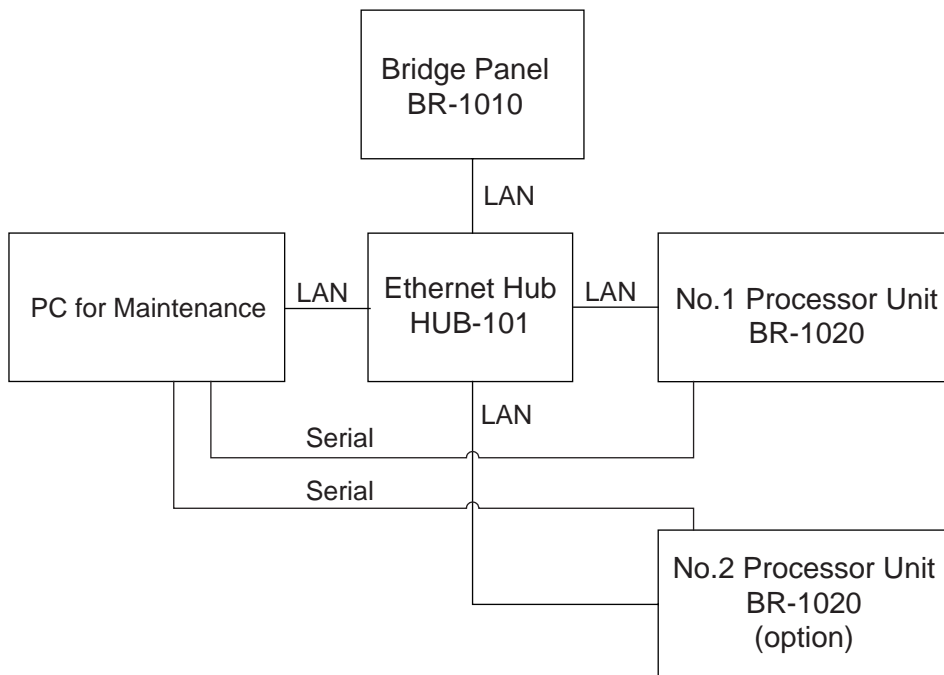 Bridge Panel
BR-1010
LAN
PC for Maintenance
LAN
Ethernet Hub
HUB-101
LAN
No.1 Processor Unit
BR-1020
LAN
Serial
Serial
No.2 Processor Unit
BR-1020
(option)